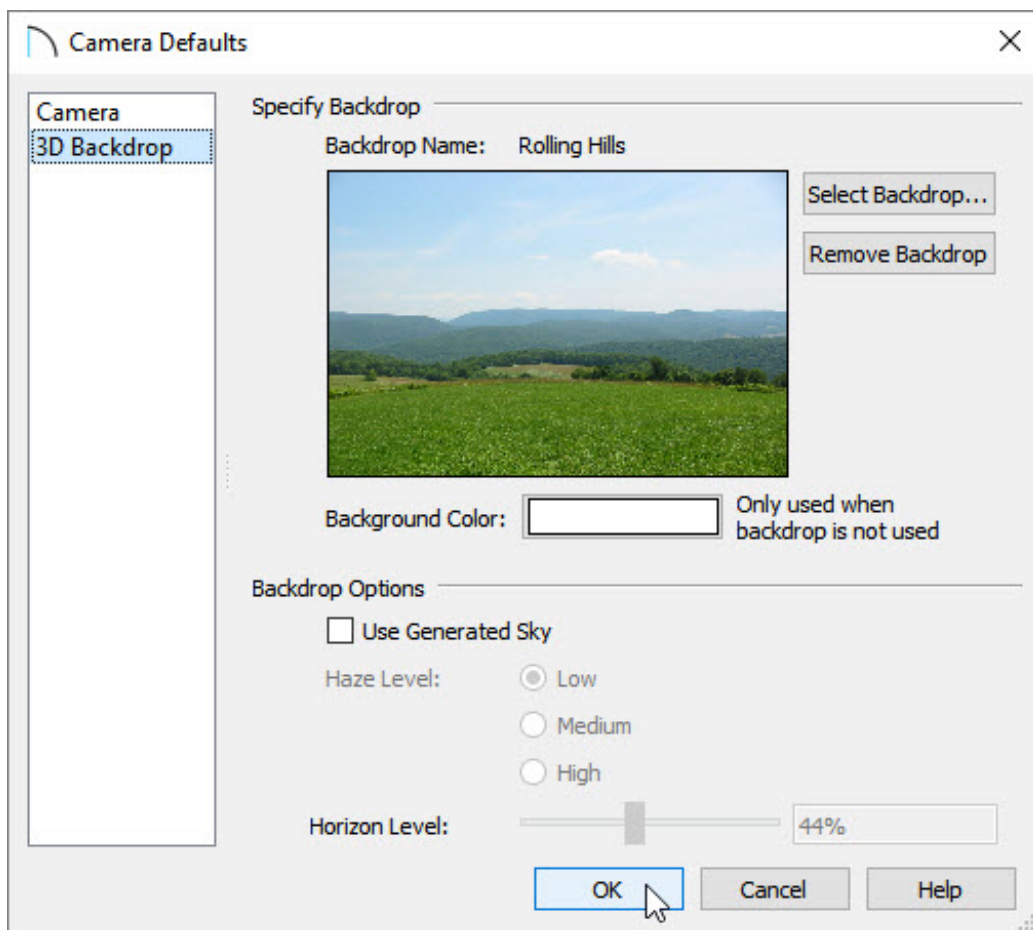 Camera Defaults
Camera
3D Backdrop
Specify Backdrop
Backdrop Name: Rolling Hills
Select Backdrop...
Remove Backdrop
Background Color:
Only used when
backdrop is not used
Backdrop Options
Use Generated Sky
Haze Level:
Low
Medium
High
Horizon Level:
44%
OK
Cancel
Help